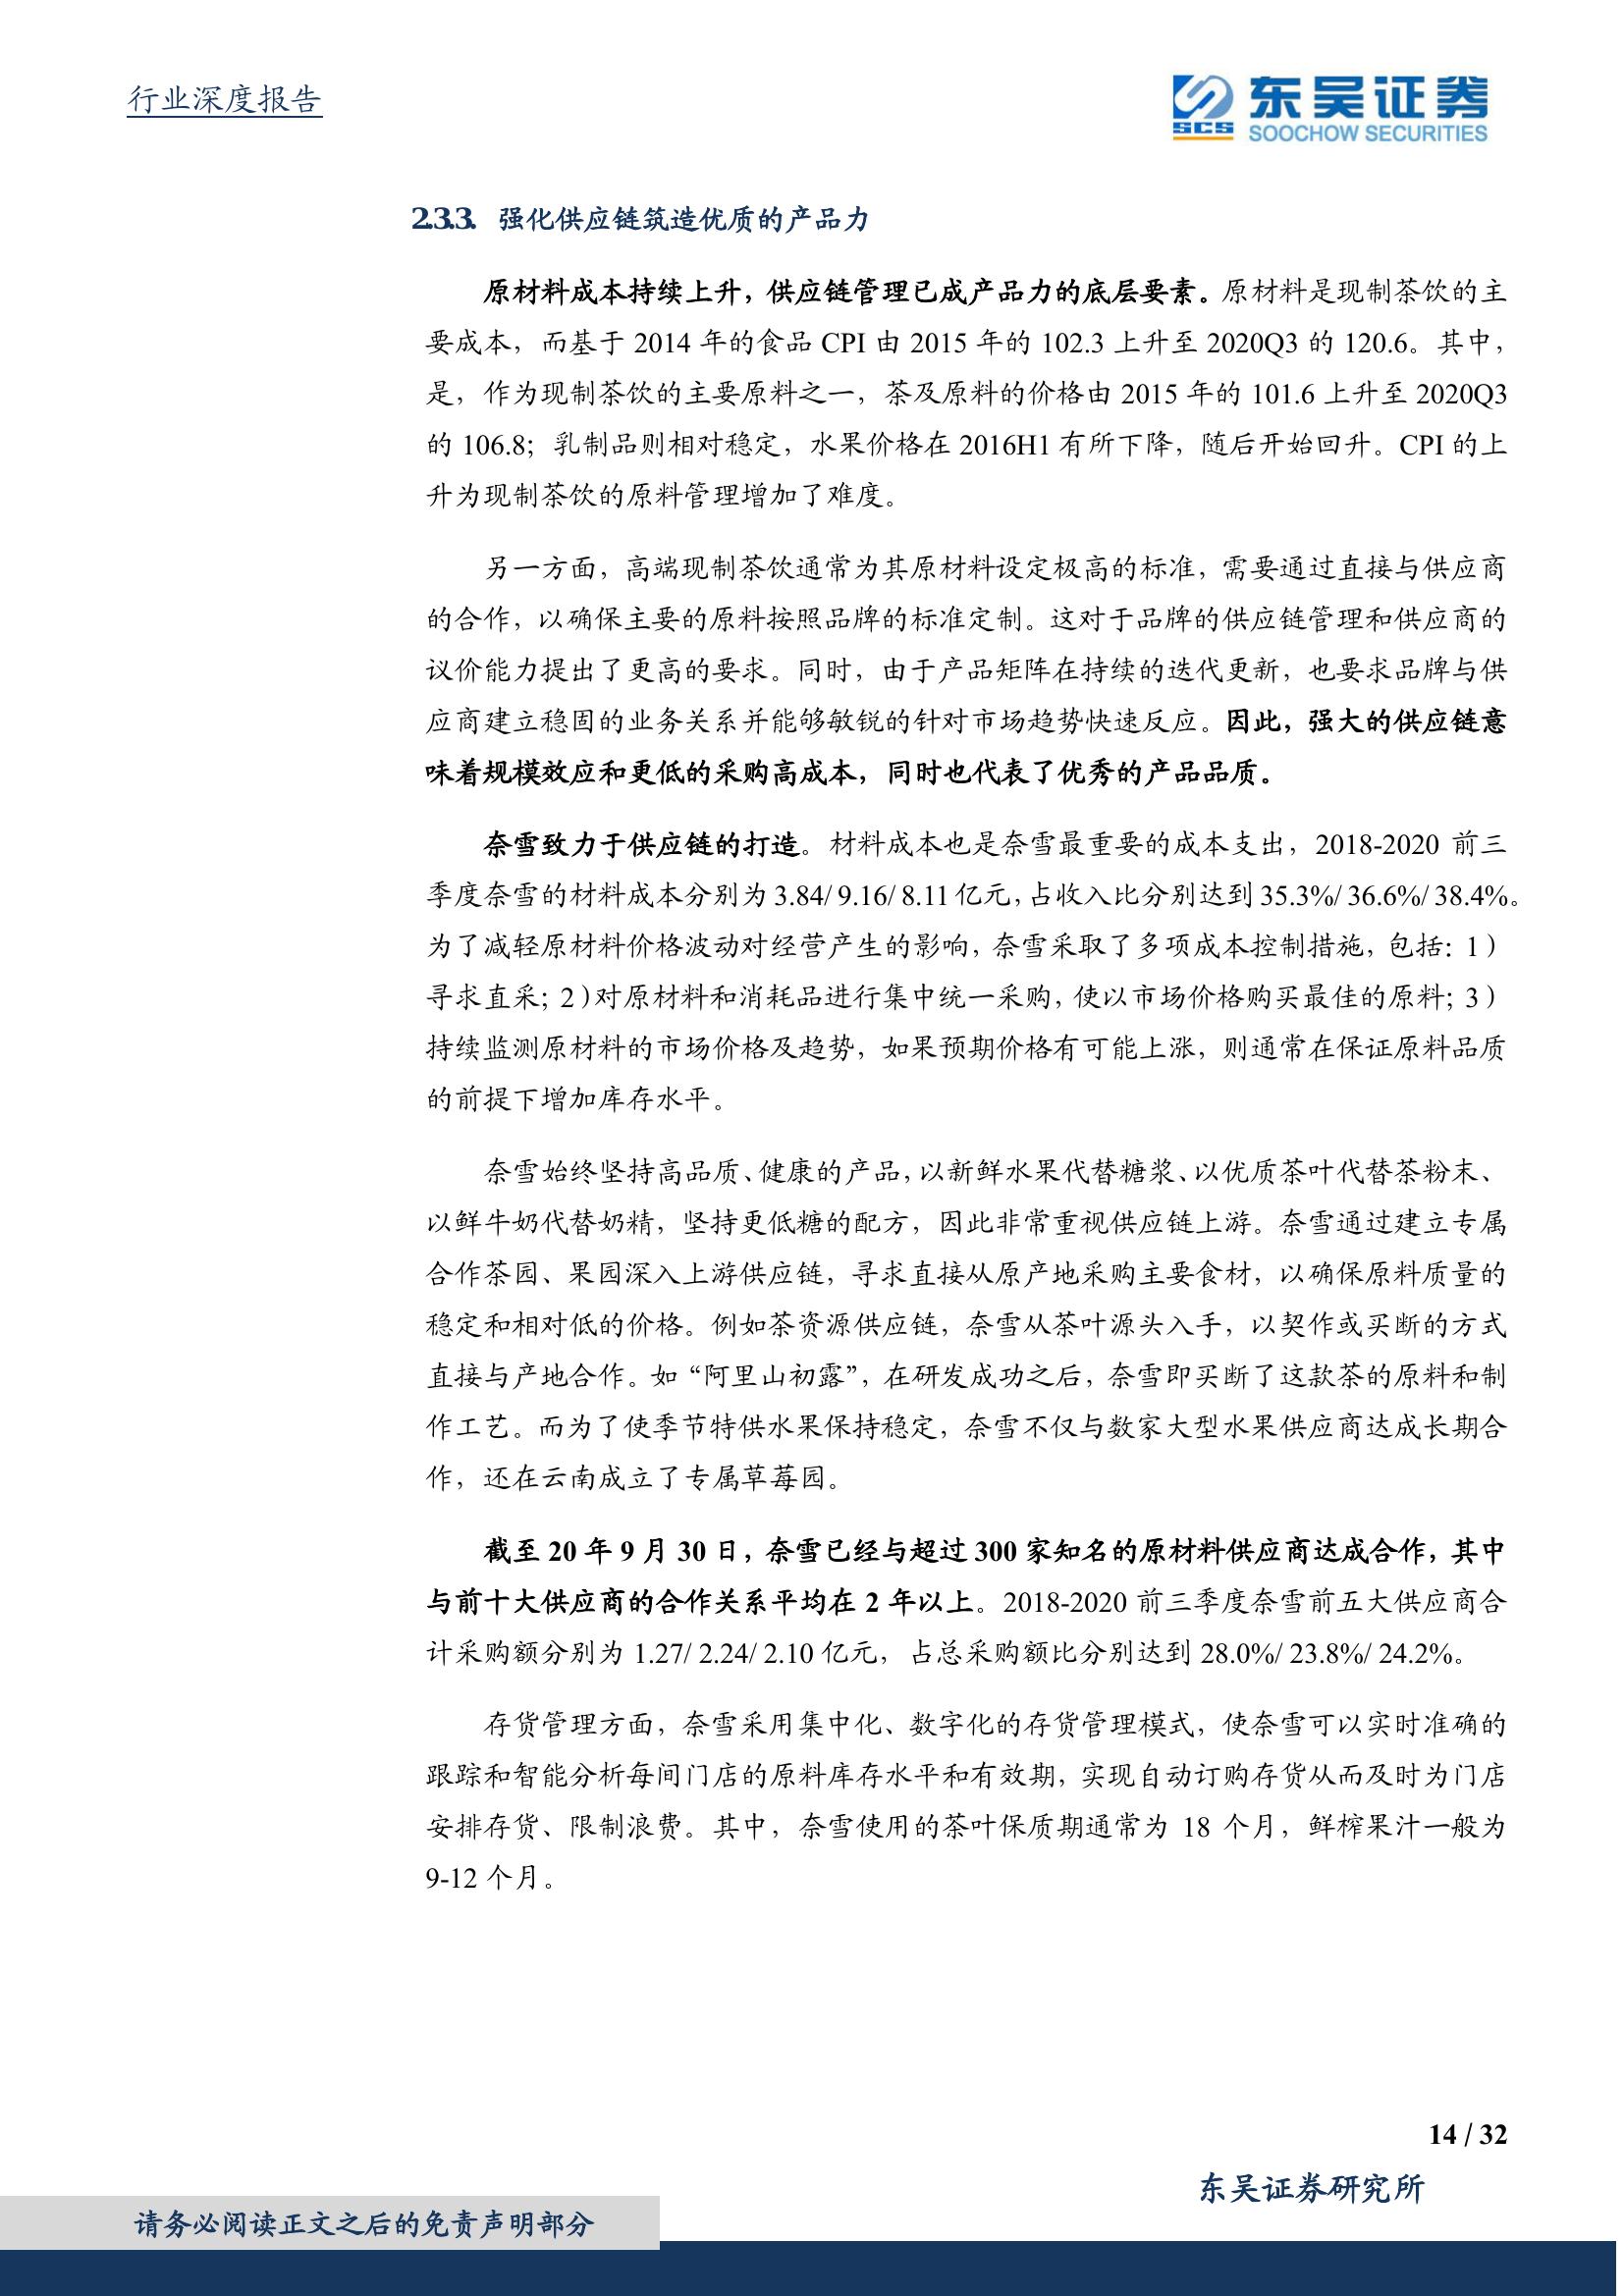 行业深度报告
SCS
东吴证券
SOOCHOW SECURITIES
2.3.3. 强化供应链筑造优质的产品力
原材料成本持续上升，供应链管理已成产品力的底层要素。原材料是现制茶饮的主
要成本，而基于 2014 年的食品 CPI 由 2015 年的 102.3 上升至 2020Q3 的 120.6。其中，
是，作为现制茶饮的主要原料之一，茶及原料的价格由 2015 年的 101.6 上升至 2020Q3
的 106.8；乳制品则相对稳定，水果价格在 2016H1 有所下降，随后开始回升。CPI 的上
升为现制茶饮的原料管理增加了难度。
另一方面，高端现制茶饮通常为其原材料设定极高的标准，需要通过直接与供应商
的合作，以确保主要的原料按照品牌的标准定制。这对于品牌的供应链管理和供应商的
议价能力提出了更高的要求。同时，由于产品矩阵在持续的迭代更新，也要求品牌与供
应商建立稳固的业务关系并能够敏锐的针对市场趋势快速反应。因此，强大的供应链意
味着规模效应和更低的采购高成本，同时也代表了优秀的产品品质。
奈雪致力于供应链的打造。材料成本也是奈雪最重要的成本支出，2018-2020 前三
季度奈雪的材料成本分别为 3.84/ 9.16/ 8.11 亿元，占收入比分别达到 35.3%/ 36.6%/ 38.4%。
为了减轻原材料价格波动对经营产生的影响，奈雪采取了多项成本控制措施，包括：1）
寻求直采；2）对原材料和消耗品进行集中统一采购，使以市场价格购买最佳的原料；3）
持续监测原材料的市场价格及趋势，如果预期价格有可能上涨，则通常在保证原料品质
的前提下增加库存水平。
奈雪始终坚持高品质、健康的产品，以新鲜水果代替糖浆、以优质茶叶代替茶粉末、
以鲜牛奶代替奶精，坚持更低糖的配方，因此非常重视供应链上游。奈雪通过建立专属
合作茶园、果园深入上游供应链，寻求直接从原产地采购主要食材，以确保原料质量的
稳定和相对低的价格。例如茶资源供应链，奈雪从茶叶源头入手，以契作或买断的方式
直接与产地合作。如“阿里山初露”，在研发成功之后，奈雪即买断了这款茶的原料和制
作工艺。而为了使季节特供水果保持稳定，奈雪不仅与数家大型水果供应商达成长期合
作，还在云南成立了专属草莓园。
截至 20 年 9 月 30 日，奈雪已经与超过 300 家知名的原材料供应商达成合作，其中
与前十大供应商的合作关系平均在 2 年以上。2018-2020 前三季度奈雪前五大供应商合
计采购额分别为 1.27/ 2.24/ 2.10 亿元，占总采购额比分别达到 28.0%/ 23.8%/ 24.2%。
存货管理方面，奈雪采用集中化、数字化的存货管理模式，使奈雪可以实时准确的
跟踪和智能分析每间门店的原料库存水平和有效期，实现自动订购存货从而及时为门店
安排存货、限制浪费。其中，奈雪使用的茶叶保质期通常为 18 个月，鲜榨果汁一般为
9-12 个月。
14 / 32
东吴证券研究所
请务必阅读正文之后的免责声明部分